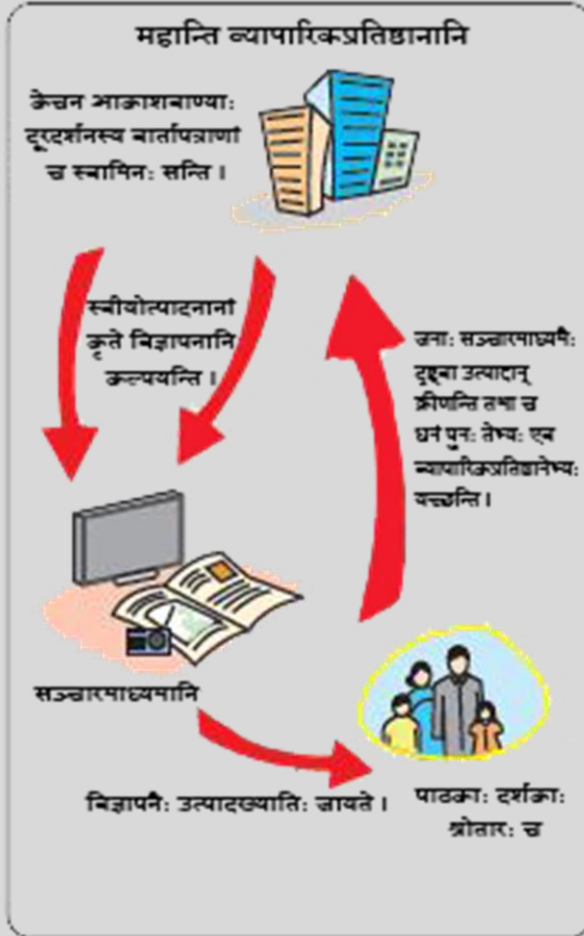 महान्ति व्यापारिकप्रतिष्ठानानि
केचन आकाशवाण्याः
दूरदर्शनस्य वार्तापत्राणां
च स्वामिनः सन्ति ।
स्वीयोत्पादनानां
कृते विज्ञापनानि
कल्पयन्ति ।
जनाः सञ्चारमाध्यमैः
दृष्ट्वा उत्पादान्
क्रीणन्ति तथा च
धनं पुनः तेभ्यः एव
व्यापारिकप्रतिष्ठानेभ्यः
यच्छन्ति ।
सञ्चारमाध्यमानि
विज्ञापनैः उत्पादख्यातिः जायते ।
पाठकाः दर्शकाः
श्रोतारः च